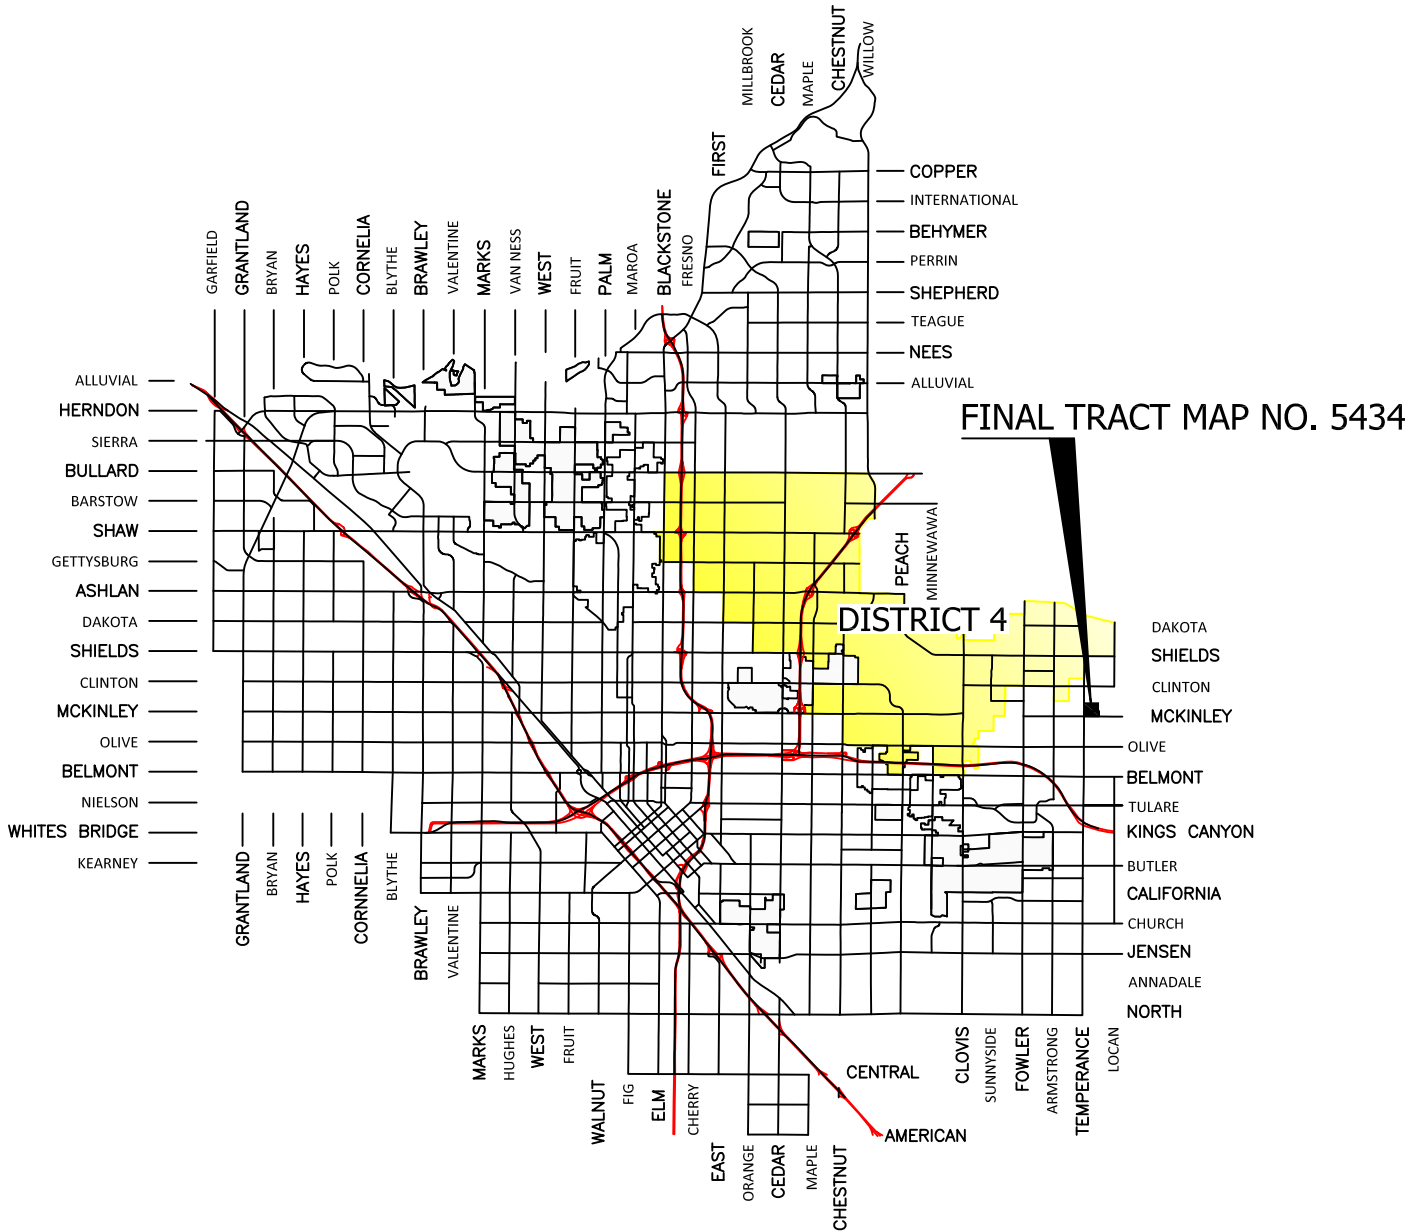 MILLBROOK
CEDAR
MAPLE
CHESTNUT
WILLOW
FIRST
COPPER
INTERNATIONAL
BEHYMER
PERRIN
SHEPHERD
TEAGUE
NEES
ALLUVIAL
GARFIELD
GRANTLAND
BRYAN
HAYES
POLK
CORNELIA
BLYTHE
BRAWLEY
VALENTINE
MARKS
VAN NESS
WEST
FRUIT
PALM
MAROA
BLACKSTONE
FRESNO
FINAL TRACT MAP NO. 5434
ALLUVIAL
HERNDON
SIERRA
BULLARD
BARSTOW
SHAW
GETTYSBURG
ASHLAN
DAKOTA
SHIELDS
CLINTON
MCKINLEY
OLIVE
BELMONT
NIELSON
WHITES BRIDGE
KEARNEY
PEACH
MINNEWAWA
DISTRICT 4
DAKOTA
SHIELDS
CLINTON
MCKINLEY
OLIVE
BELMONT
TULARE
KINGS CANYON
BUTLER
CALIFORNIA
CHURCH
JENSEN
ANNADALE
NORTH
GRANTLAND
BRYAN
HAYES
POLK
CORNNELIA
BLYTHE
BRAWLEY
VALENTINE
MARKS
HUGHES
WEST
FRUIT
WALNUT
FIG
ELM
CHERRY
EAST
ORANGE
CEDAR
MAPLE
CHESTNUT
CENTRAL
AMERICAN
CLOVIS
SUNNYSIDE
FOWLER
ARMSTRONG
TEMPERANCE
LOCAN